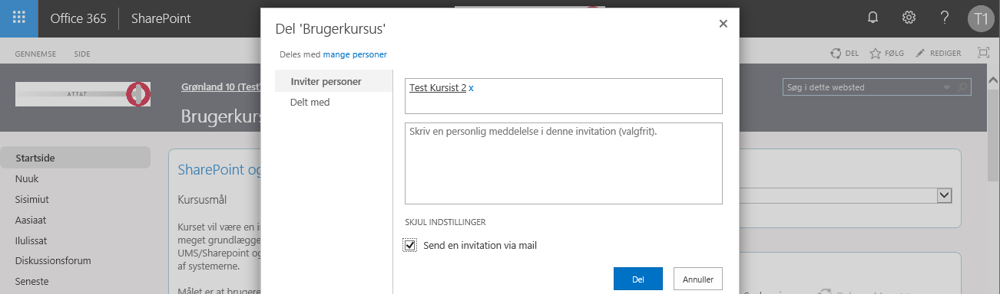 Office 365
SharePoint
T1
GENNEMSE
SIDE
DEL
FØLG
REDIGER
ATTAT
Grønland 10 (Test)
Brugerkurs
Søg i dette websted
Startside
Nuuk
Sisimiut
Aasiaat
Ilulissat
Diskussionsforum
Seneste
SharePoint og
Kursusmål
Kurset vil være en i
meget grundlægge
UMS/Sharepoint og
af systemerne.
Målet er at brugere
Del 'Brugerkursus'
Deles med mange personer
Inviter personer
Delt med
Test Kursist 2 x
Skriv en personlig meddelelse i denne invitation (valgfrit).
SKJUL INDSTILLINGER
Send en invitation via mail
Del
Annuller